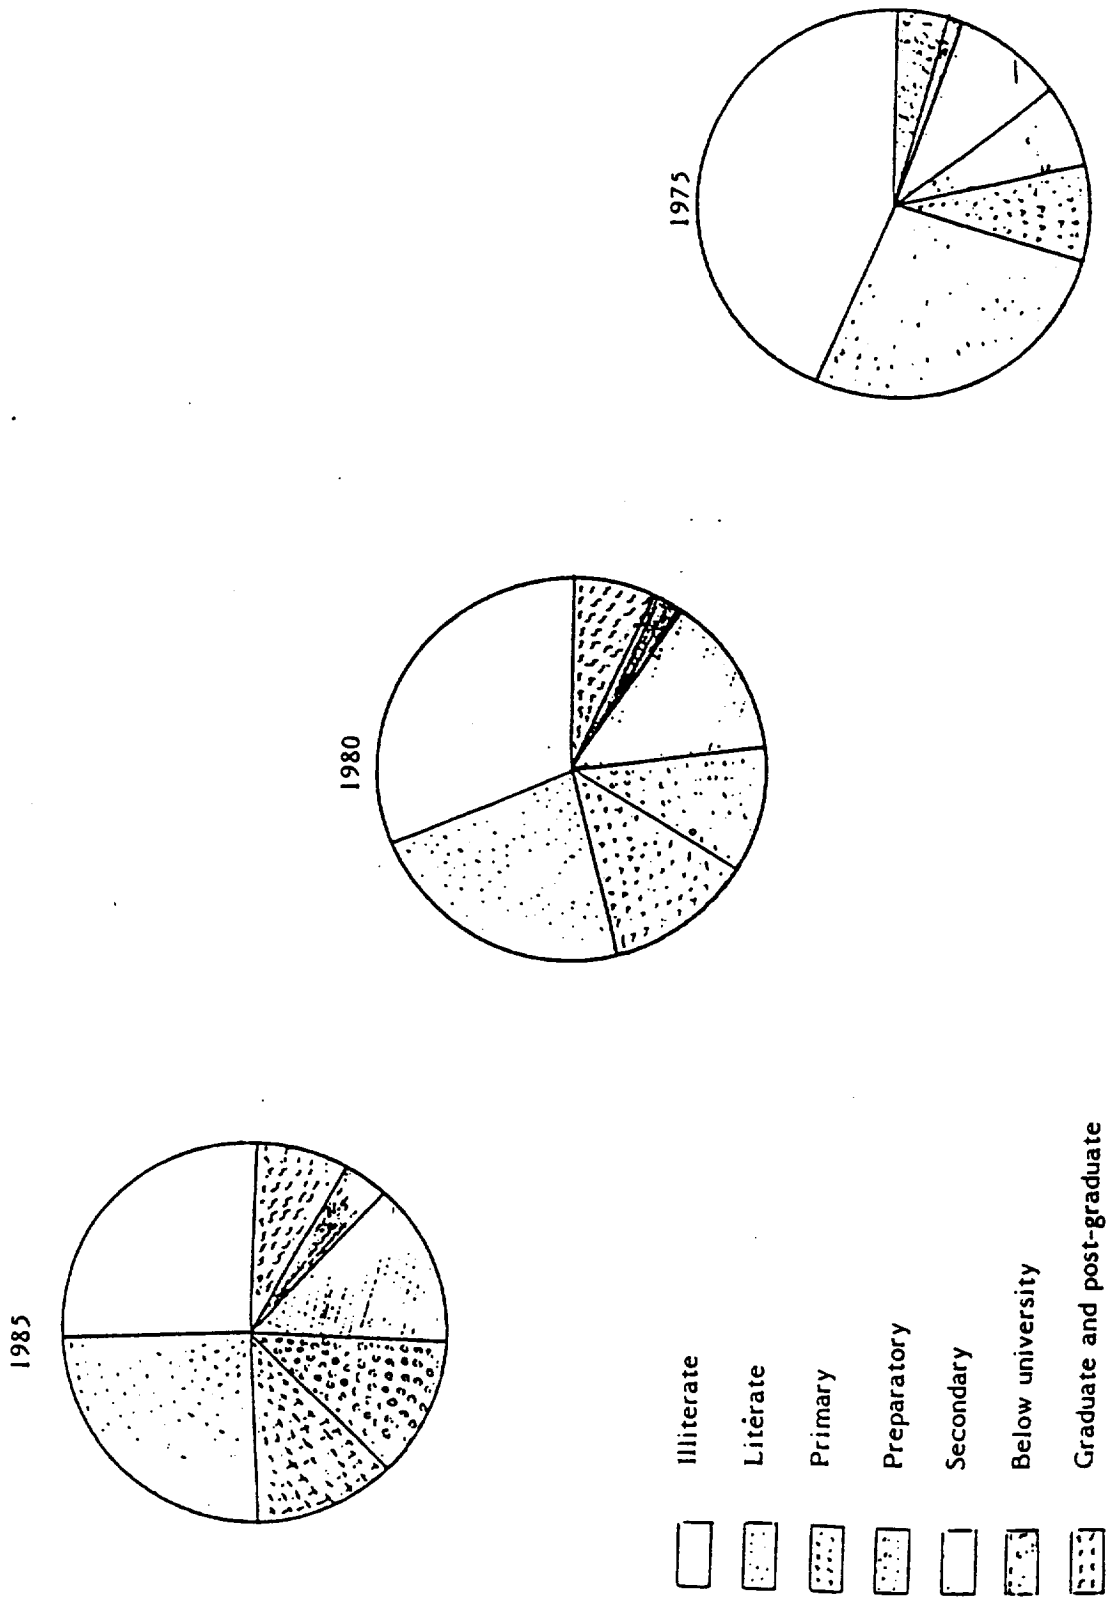 1975
1980
1985
Illiterate
Literate
Primary
Preparatory
Secondary
Below university
Graduate and post-graduate